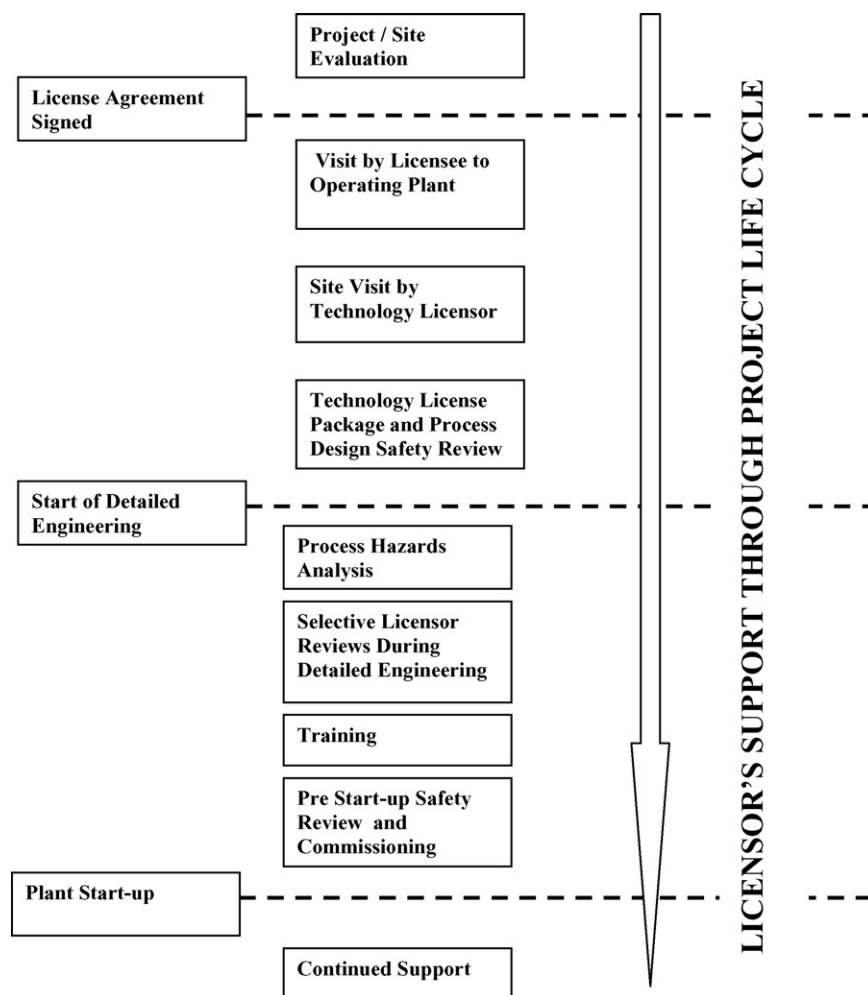 Project / Site
Evaluation
License Agreement
Signed
Visit by Licensee to
Operating Plant
Site Visit by
Technology Licensor
Technology License
Package and Process
Design Safety Review
Start of Detailed
Engineering
Process Hazards
Analysis
Selective Licensor
Reviews During
Detailed Engineering
Training
Pre Start-up Safety
Review and
Commissioning
Plant Start-up
Continued Support
LICENSOR’S SUPPORT THROUGH PROJECT LIFE CYCLE